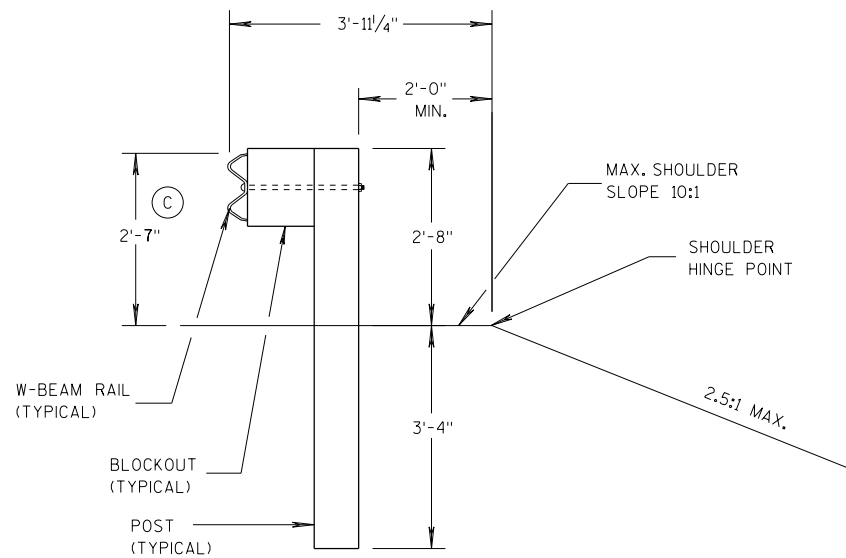 3'-11 1/4"
2'-0"
MIN.
MAX. SHOULDER
SLOPE 10:1
C
2'-7"
2'-8"
SHOULDER
HINGE POINT
W-BEAM RAIL
(TYPICAL)
2.5:1 MAX.
3'-4"
BLOCKOUT
(TYPICAL)
POST
(TYPICAL)